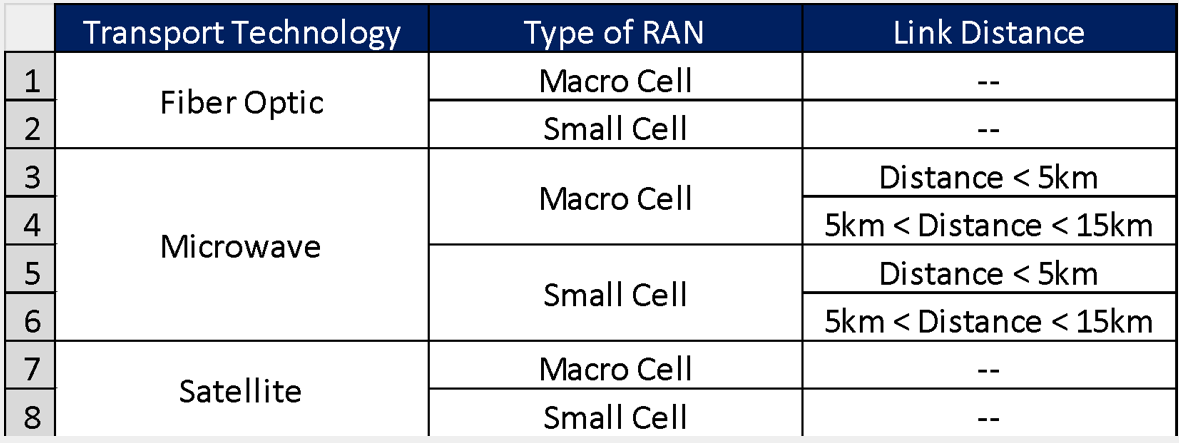 Transport Technology Type of RAN Link Distance
1 Fiber Optic Macro Cell --
2 Small Cell --
3 Microwave Macro Cell Distance < 5km
4 5km < Distance < 15km
5 Small Cell Distance < 5km
6 5km < Distance < 15km
7 Satellite Macro Cell --
8 Small Cell --